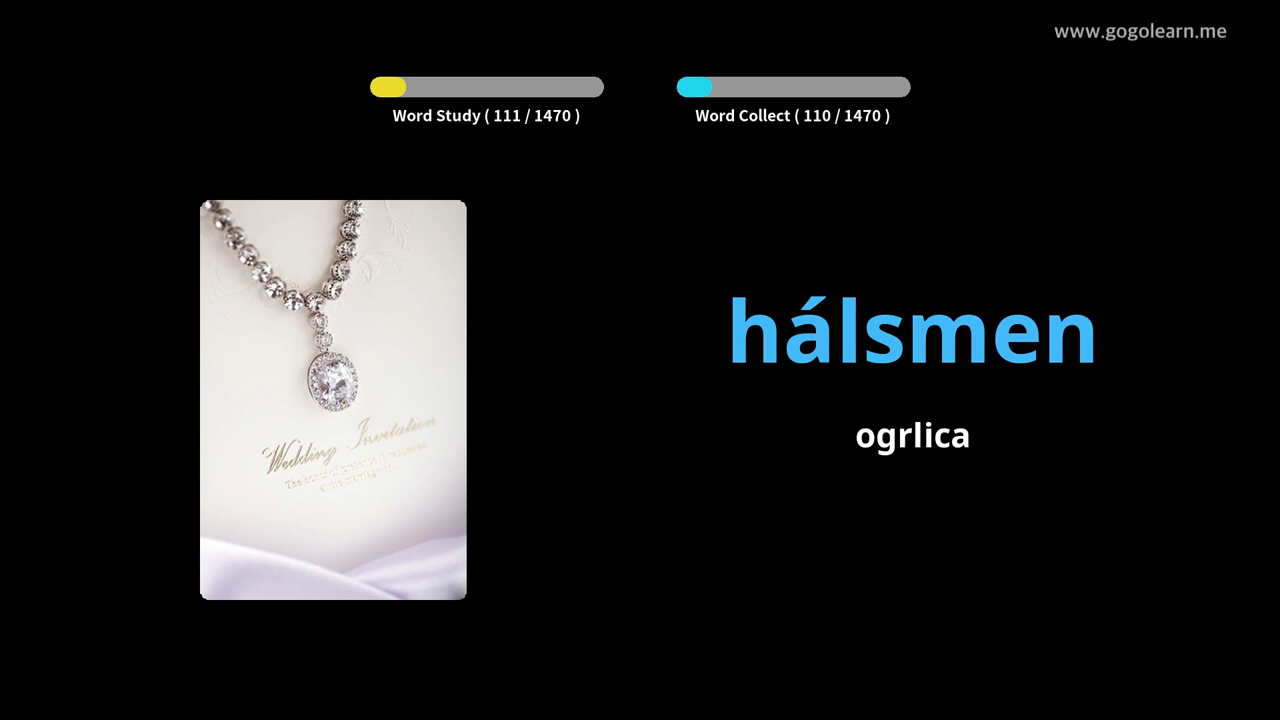 www.gogolearn.me
Word Study ( 111 / 1470 )
Word Collect ( 110 / 1470 )
hálsmen
ogrlica
Wedding Invitation